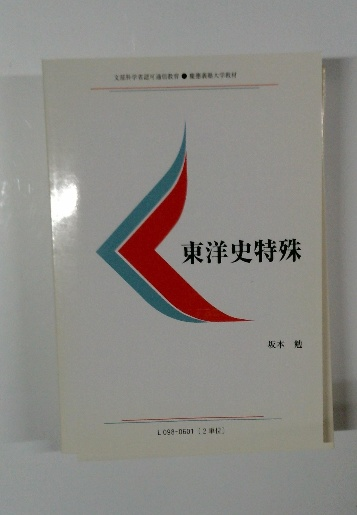 文部科学省認可通信教育●慶應義塾大学教材
東洋史特殊
坂本 勉
L098-0601〔2単位〕